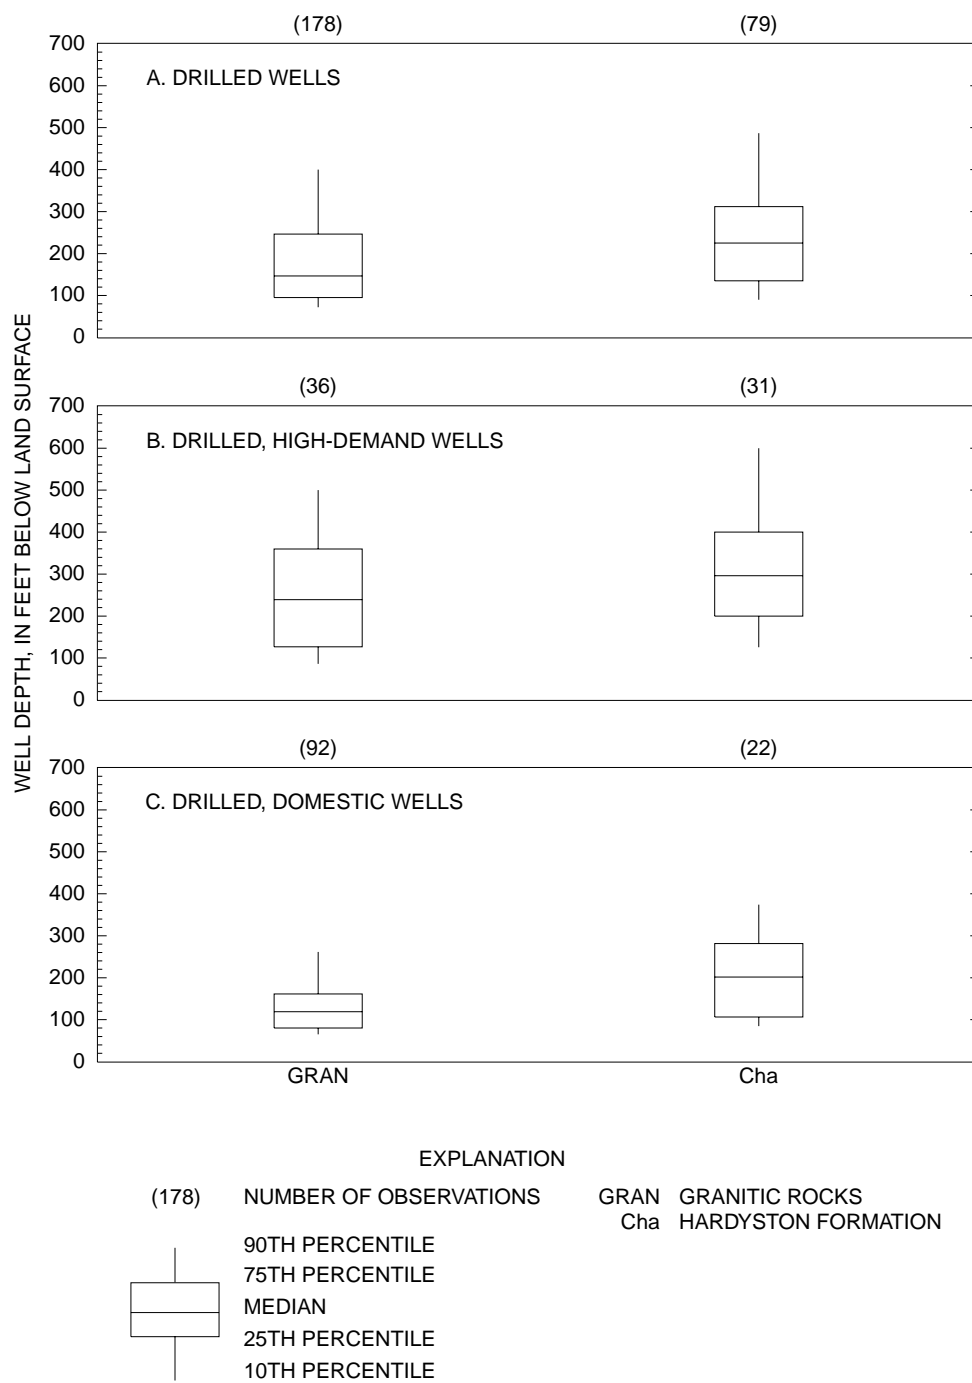 (178) (79)
700
600
500
400
300
200
100
0
A. DRILLED WELLS
(36) (31)
700
600
500
400
300
200
100
0
B. DRILLED, HIGH-DEMAND WELLS
(92) (22)
700
600
500
400
300
200
100
0
C. DRILLED, DOMESTIC WELLS
WELL DEPTH, IN FEET BELOW LAND SURFACE
GRAN Cha
EXPLANATION
(178) NUMBER OF OBSERVATIONS
GRAN GRANITIC ROCKS
Cha HARDYSTON FORMATION
90TH PERCENTILE
75TH PERCENTILE
MEDIAN
25TH PERCENTILE
10TH PERCENTILE